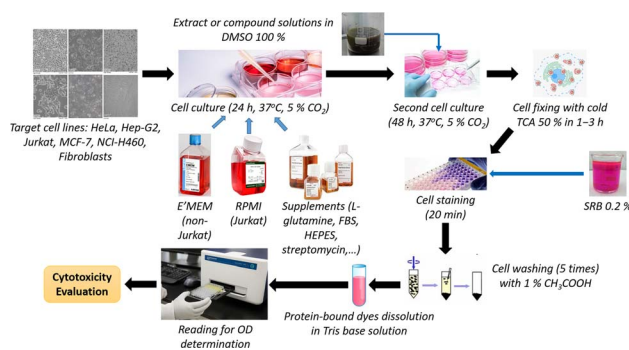 Extract or compound solutions in
DMSO 100 %
Target cell lines: HeLa, Hep-G2,
Jurkat, MCF-7, NCI-H460,
Fibroblasts
Cell culture (24 h, 37°C, 5 % CO₂)
Second cell culture
(48 h, 37°C, 5 % CO₂)
Cell fixing with cold
TCA 50 % in 1–3 h
E'MEM
(non-
Jurkat)
RPMI
(Jurkat)
Supplements (L-
glutamine, FBS,
HEPES,
streptomycin,...)
Cell staining
(20 min)
SRB 0.2 %
Cell washing (5 times)
with 1 % CH₃COOH
Protein-bound dyes dissolution
in Tris base solution
Reading for OD
determination
Cytotoxicity
Evaluation